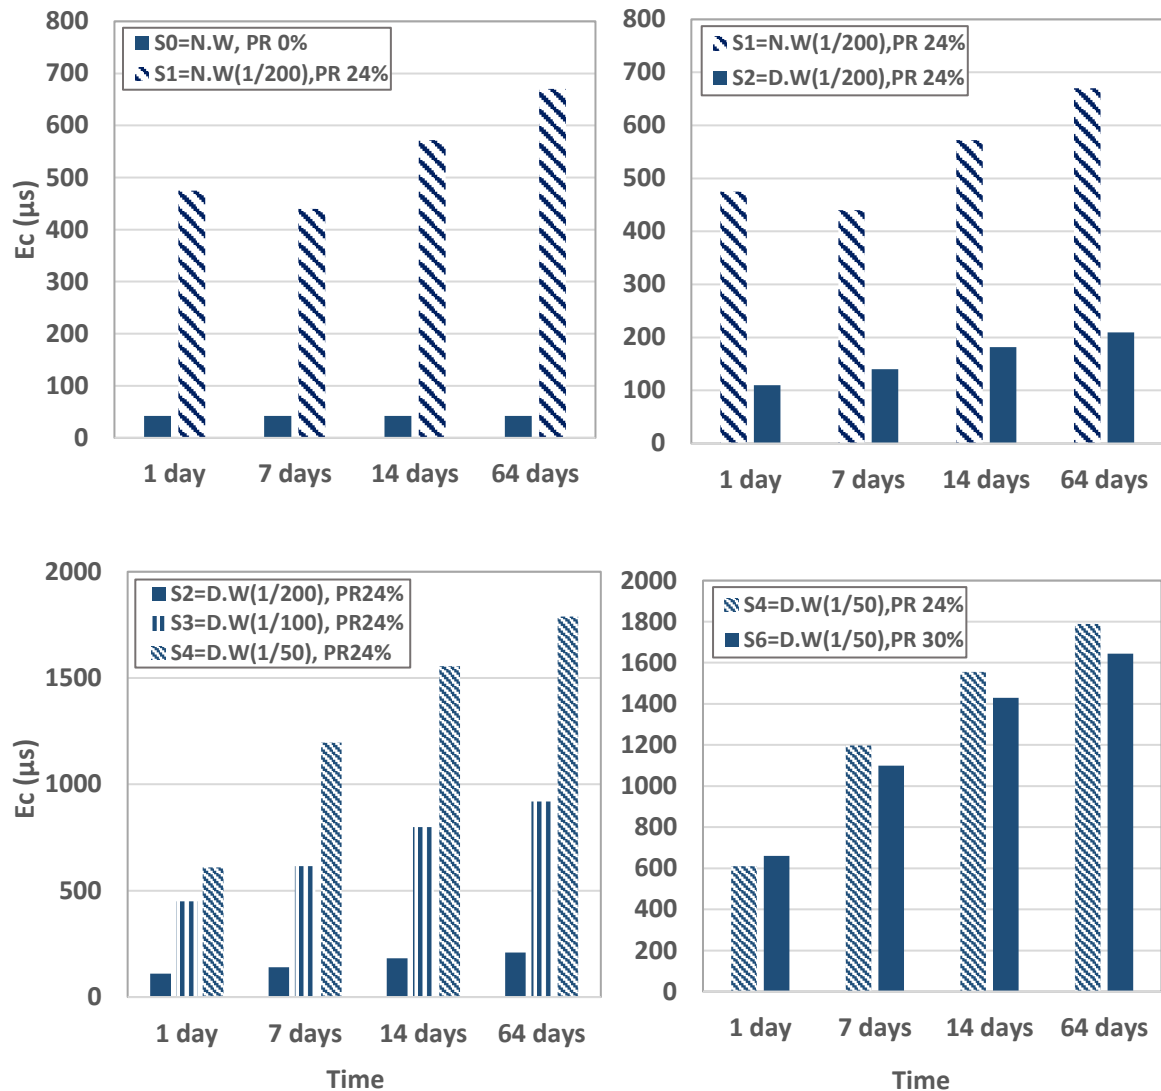 800
700
600
500
400
300
200
100
0
Ec (µs)
S0=N.W, PR 0%
S1=N.W(1/200),PR 24%
1 day 7 days 14 days 64 days
800
700
600
500
400
300
200
100
0
S1=N.W(1/200),PR 24%
S2=D.W(1/200),PR 24%
1 day 7 days 14 days 64 days
2000
1500
1000
500
0
Ec (µs)
S2=D.W(1/200), PR24%
S3=D.W(1/100), PR24%
S4=D.W(1/50), PR24%
1 day 7 days 14 days 64 days
Time
2000
1800
1600
1400
1200
1000
800
600
400
200
0
S4=D.W(1/50),PR 24%
S6=D.W(1/50),PR 30%
1 day 7 days 14 days 64 days
Time